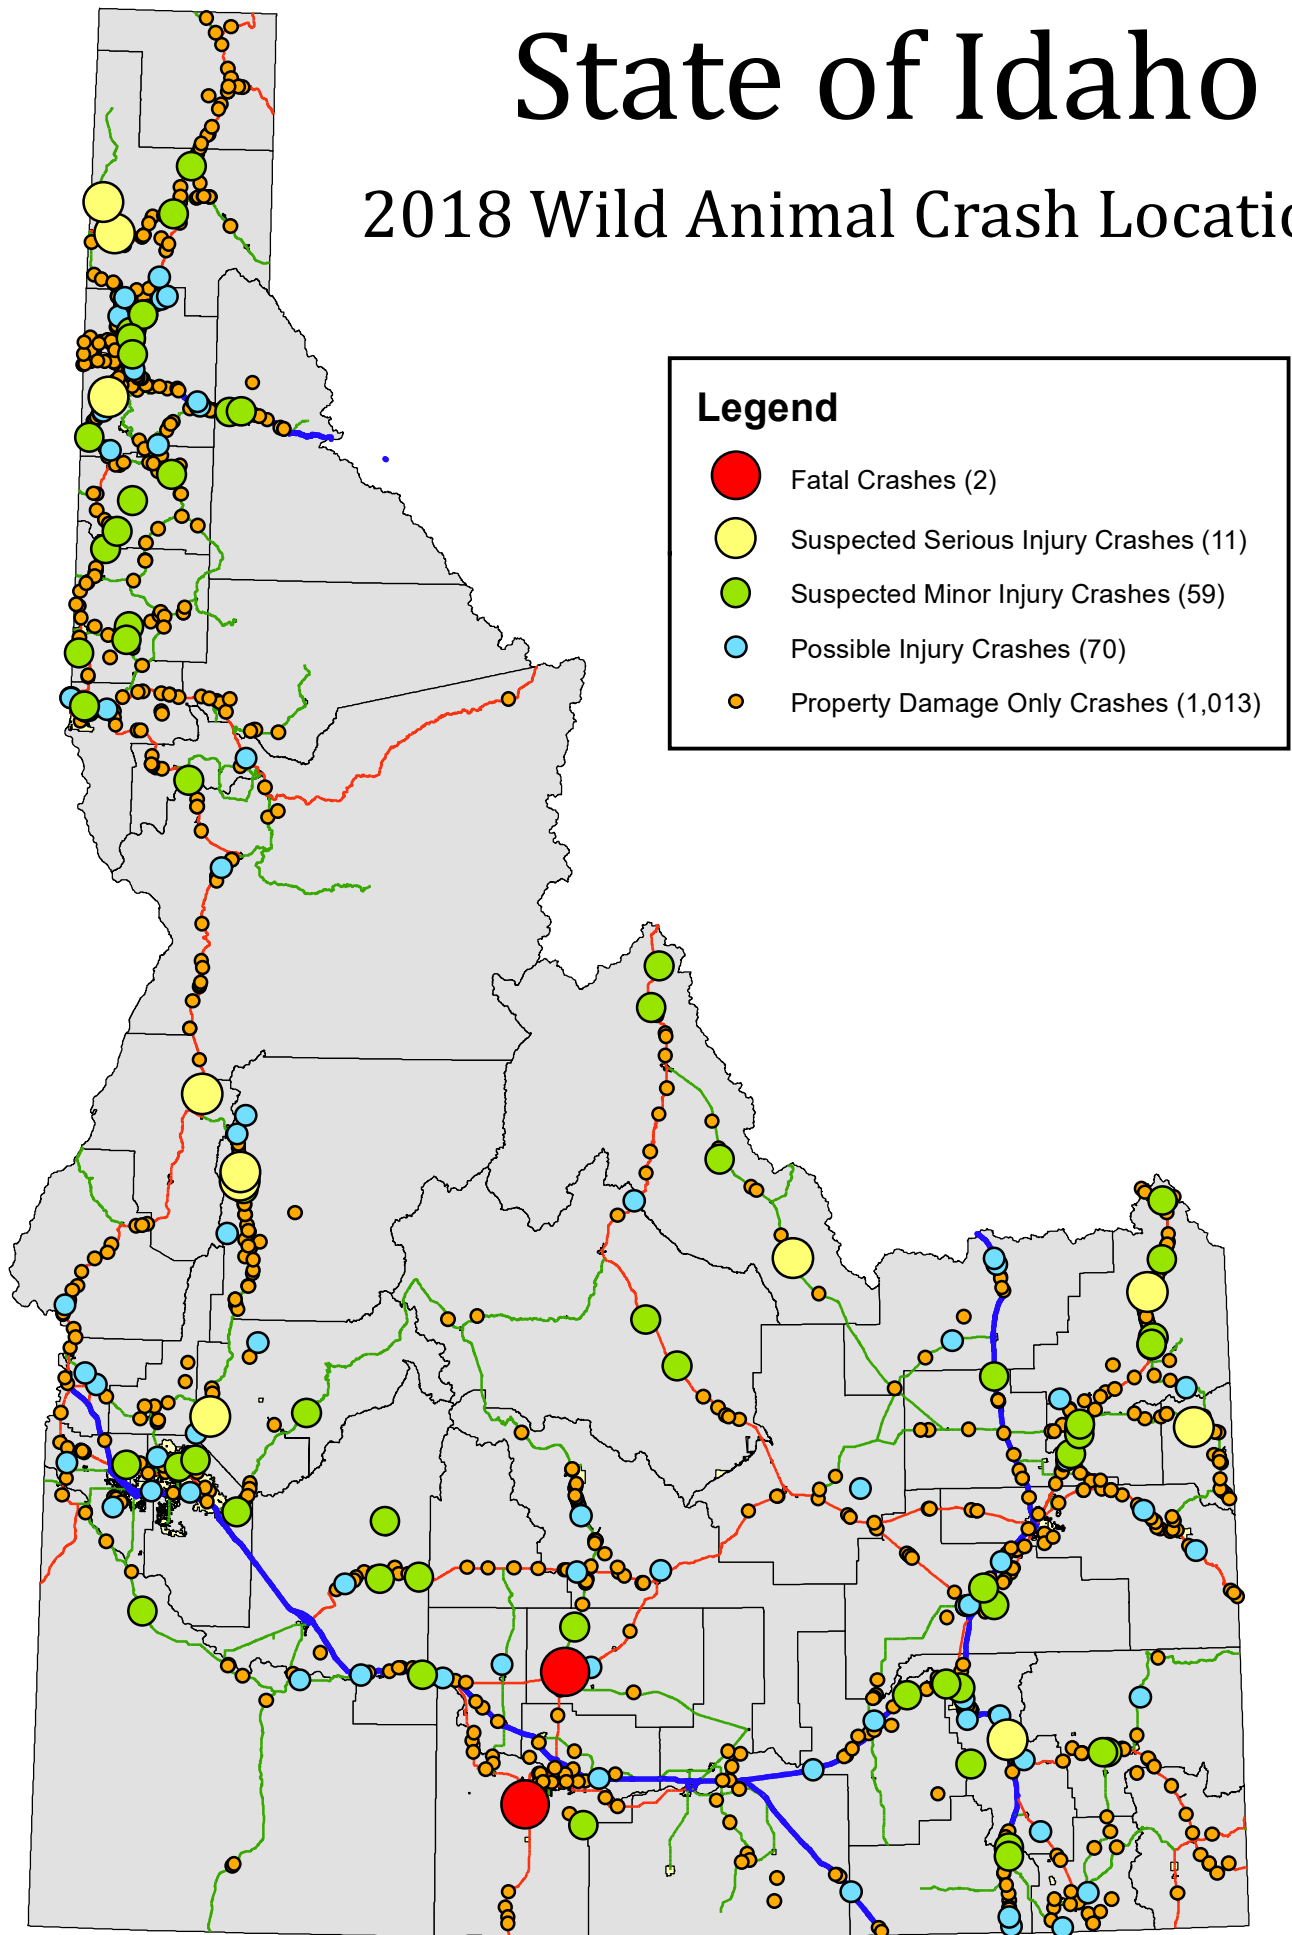 State of Idaho
2018 Wild Animal Crash Locatio
Legend
Fatal Crashes (2)
Suspected Serious Injury Crashes (11)
Suspected Minor Injury Crashes (59)
Possible Injury Crashes (70)
Property Damage Only Crashes (1,013)